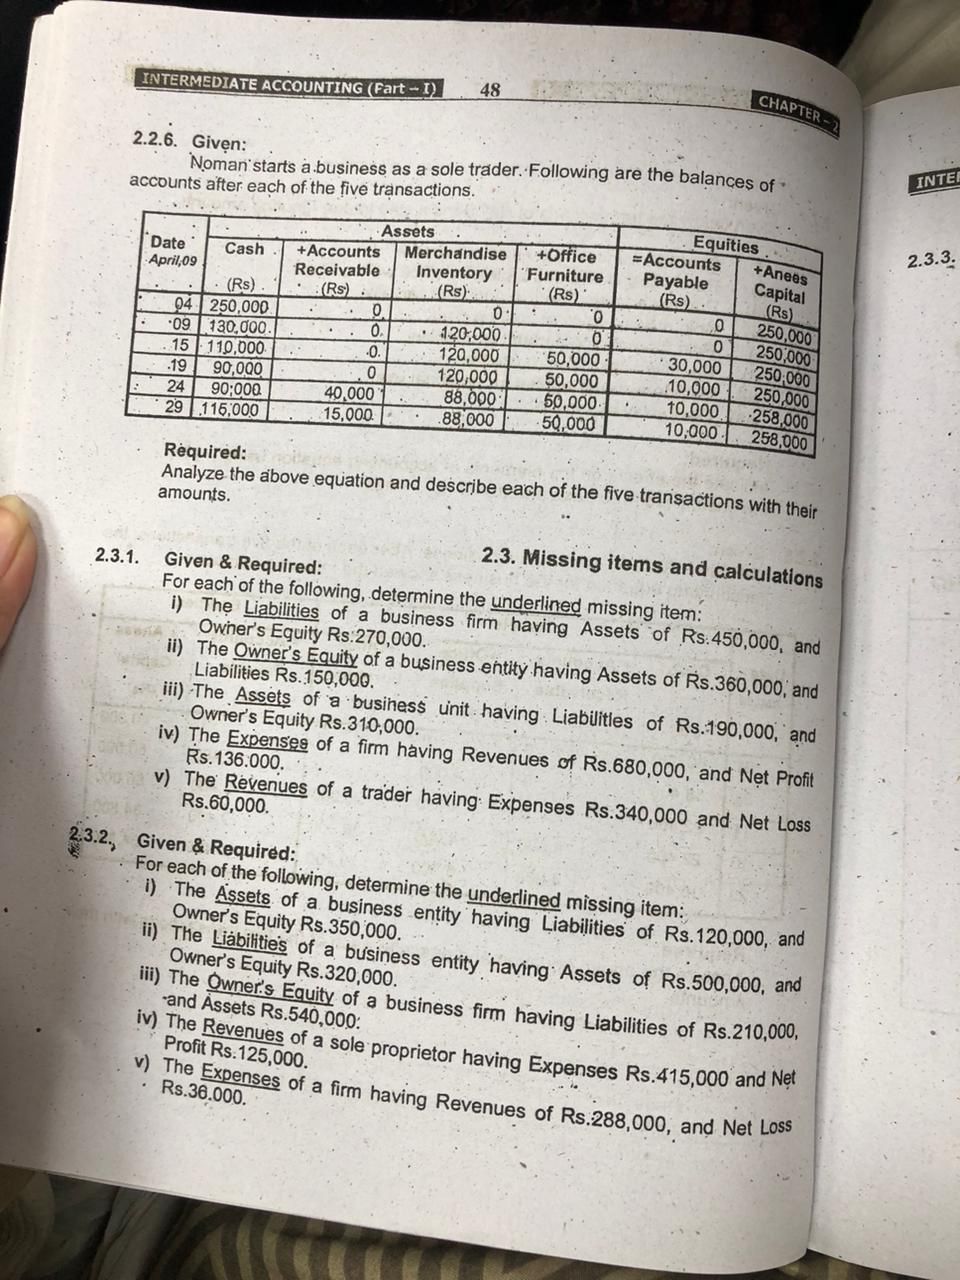 INTERMEDIATE ACCOUNTING (Part – I) 48 CHAPTER – 2
2.2.6. Given:
Noman starts a business as a sole trader. Following are the balances of
accounts after each of the five transactions.
Assets Equities
Date April,09 Cash (Rs) +Accounts Receivable (Rs) Merchandise Inventory (Rs) +Office Furniture (Rs) =Accounts Payable (Rs) +Anees Capital (Rs)
04 250,000 0 0 0 0 250,000
09 130,000 0 120,000 0 0 250,000
15 110,000 0 120,000 50,000 30,000 250,000
19 90,000 0 120,000 50,000 10,000 250,000
24 90,000 40,000 88,000 50,000 10,000 258,000
29 116,000 15,000 88,000 50,000 10,000 258,000
Required:
Analyze the above equation and describe each of the five transactions with their
amounts.
2.3. Missing items and calculations
2.3.1. Given & Required:
For each of the following, determine the underlined missing item:
i) The Liabilities of a business firm having Assets of Rs.450,000, and
Owner's Equity Rs.270,000.
ii) The Owner's Equity of a business entity having Assets of Rs.360,000, and
Liabilities Rs.150,000.
iii) The Assets of a business unit having Liabilities of Rs.190,000, and
Owner's Equity Rs.310,000.
iv) The Expenses of a firm having Revenues of Rs.680,000, and Net Profit
Rs.136.000.
v) The Revenues of a trader having Expenses Rs.340,000 and Net Loss
Rs.60,000.
2.3.2. Given & Required:
For each of the following, determine the underlined missing item:
i) The Assets of a business entity having Liabilities of Rs.120,000, and
Owner's Equity Rs.350,000.
ii) The Liabilities of a business entity having Assets of Rs.500,000, and
Owner's Equity Rs.320,000.
iii) The Owner's Equity of a business firm having Liabilities of Rs.210,000,
and Assets Rs.540,000.
iv) The Revenues of a sole proprietor having Expenses Rs.415,000 and Net
Profit Rs.125,000.
v) The Expenses of a firm having Revenues of Rs.288,000, and Net Loss
Rs.36.000.
INTE
2.3.3.